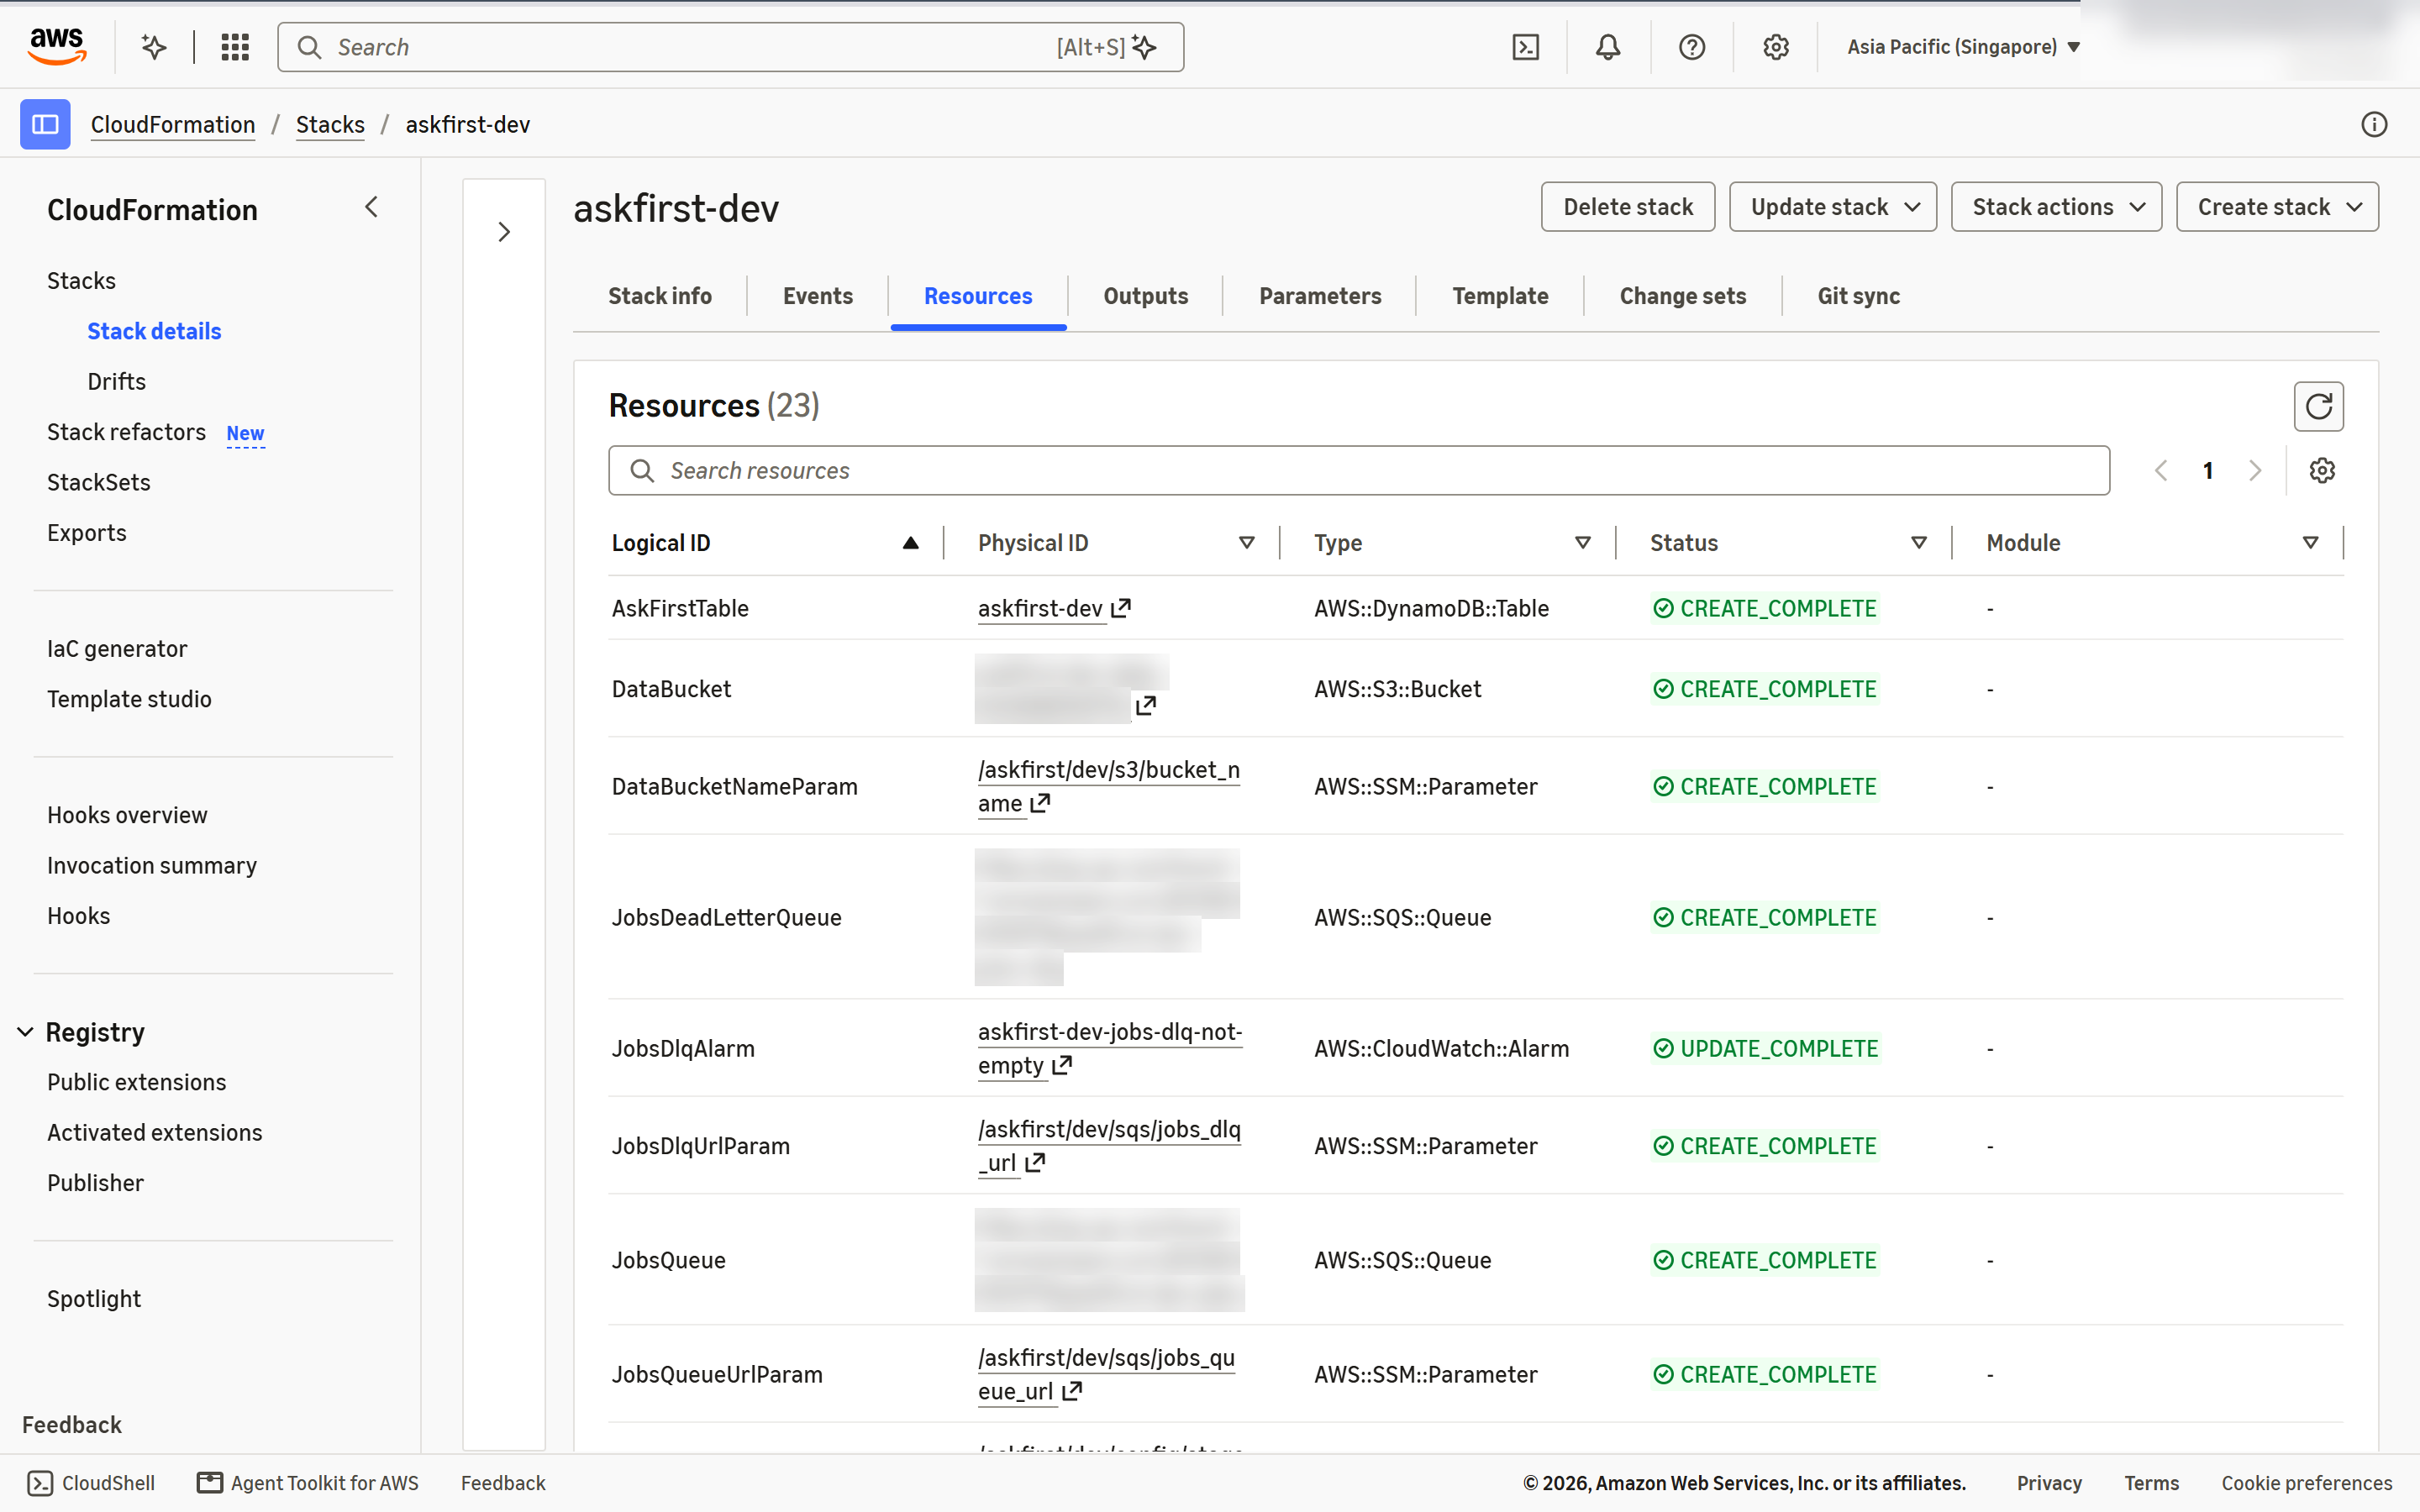 aws
Search [Alt+S]
Asia Pacific (Singapore)
CloudFormation / Stacks / askfirst-dev
CloudFormation
Stacks
Stack details
Drifts
Stack refactors New
StackSets
Exports
IaC generator
Template studio
Hooks overview
Invocation summary
Hooks
Registry
Public extensions
Activated extensions
Publisher
Spotlight
Feedback
askfirst-dev
Delete stack
Update stack
Stack actions
Create stack
Stack info
Events
Resources
Outputs
Parameters
Template
Change sets
Git sync
Resources (23)
Search resources
1
Logical ID Physical ID Type Status Module
AskFirstTable askfirst-dev AWS::DynamoDB::Table CREATE_COMPLETE -
DataBucket AWS::S3::Bucket CREATE_COMPLETE -
DataBucketNameParam /askfirst/dev/s3/bucket_n
ame AWS::SSM::Parameter CREATE_COMPLETE -
JobsDeadLetterQueue AWS::SQS::Queue CREATE_COMPLETE -
JobsDlqAlarm askfirst-dev-jobs-dlq-not-
empty AWS::CloudWatch::Alarm UPDATE_COMPLETE -
JobsDlqUrlParam /askfirst/dev/sqs/jobs_dlq
_url AWS::SSM::Parameter CREATE_COMPLETE -
JobsQueue AWS::SQS::Queue CREATE_COMPLETE -
JobsQueueUrlParam /askfirst/dev/sqs/jobs_qu
eue_url AWS::SSM::Parameter CREATE_COMPLETE -
CloudShell
Agent Toolkit for AWS
Feedback
© 2026, Amazon Web Services, Inc. or its affiliates.
Privacy
Terms
Cookie preferences